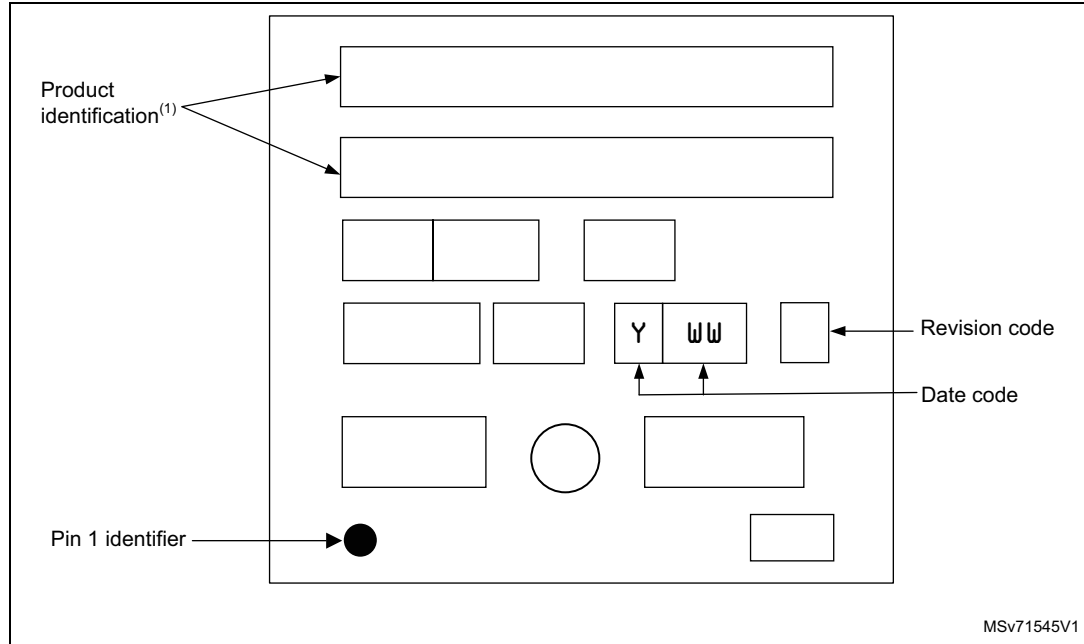 Product
identification(1)
Y WW
Revision code
Date code
Pin 1 identifier
MSv71545V1